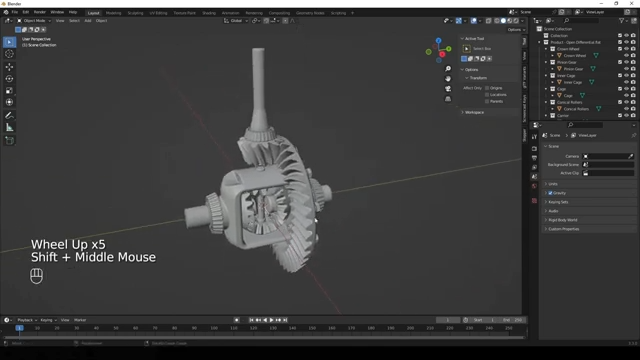 Blender
File Edit Render Window Help
Layout Modeling Sculpting UV Editing Texture Paint Shading Animation Rendering Compositing Geometry Nodes Scripting
Scene
ViewLayer
Object Mode
View Select Add Object
Global
Options
User Perspective
(1) Scene Collection
Active Tool
Select Box
Options
Transform
Affect Only
Origins
Locations
Parents
Workspace
Scene Collection
Collection
Crown Wheel
Crown Wheel
Pinion Gear
Pinion Gear
Inner Cage
Inner Cage
Cage
Cage
Conical Rollers
Conical Rollers
Carrier
Scene
ViewLayer
Scene
Camera
Background Scene
Active Clip
Units
Gravity
Keying Sets
Audio
Rigid Body World
Custom Properties
Wheel Up x5
Shift + Middle Mouse
Playback Keying View Marker
1
Start 1
End 250
1 10 20 30 40 50 60 70 80 90 100 110 120 130 140 150 160 170 180 190 200 210 220 230 240 250